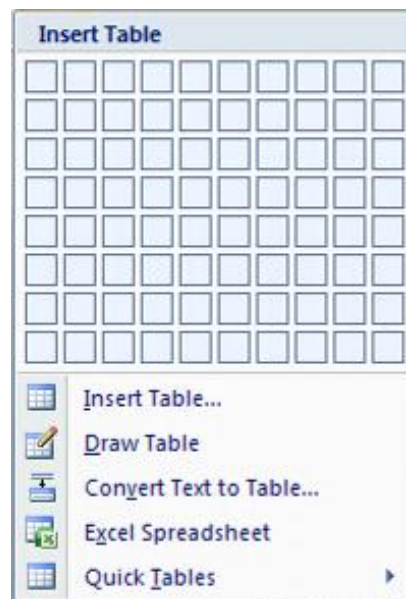 Insert Table
Insert Table...
Draw Table
Convert Text to Table...
Excel Spreadsheet
Quick Tables